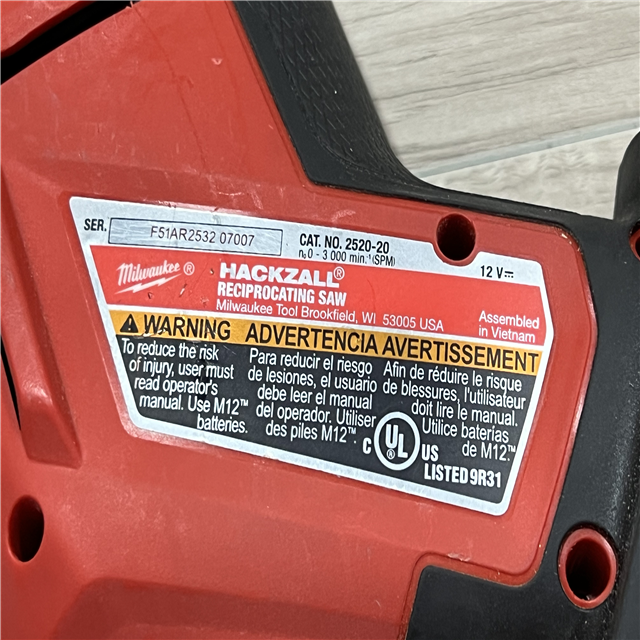 SER. F51AR2532 07007
CAT. NO. 2520-20
n₀ 0 - 3 000 min.⁻¹(SPM)
12 V⎓
Milwaukee®
HACKZALL®
RECIPROCATING SAW
Milwaukee Tool Brookfield, WI 53005 USA
Assembled
in Vietnam
WARNING
To reduce the risk
of injury, user must
read operator's
manual. Use M12™
batteries.
ADVERTENCIA
Para reducir el riesgo
de lesiones, el usuario
debe leer el manual
del operador. Utiliser
des piles M12™.
AVERTISSEMENT
Afin de réduire le risque
de blessures, l'utilisateur
doit lire le manual.
Utilice baterías
de M12™.
C UL® US
LISTED 9R31